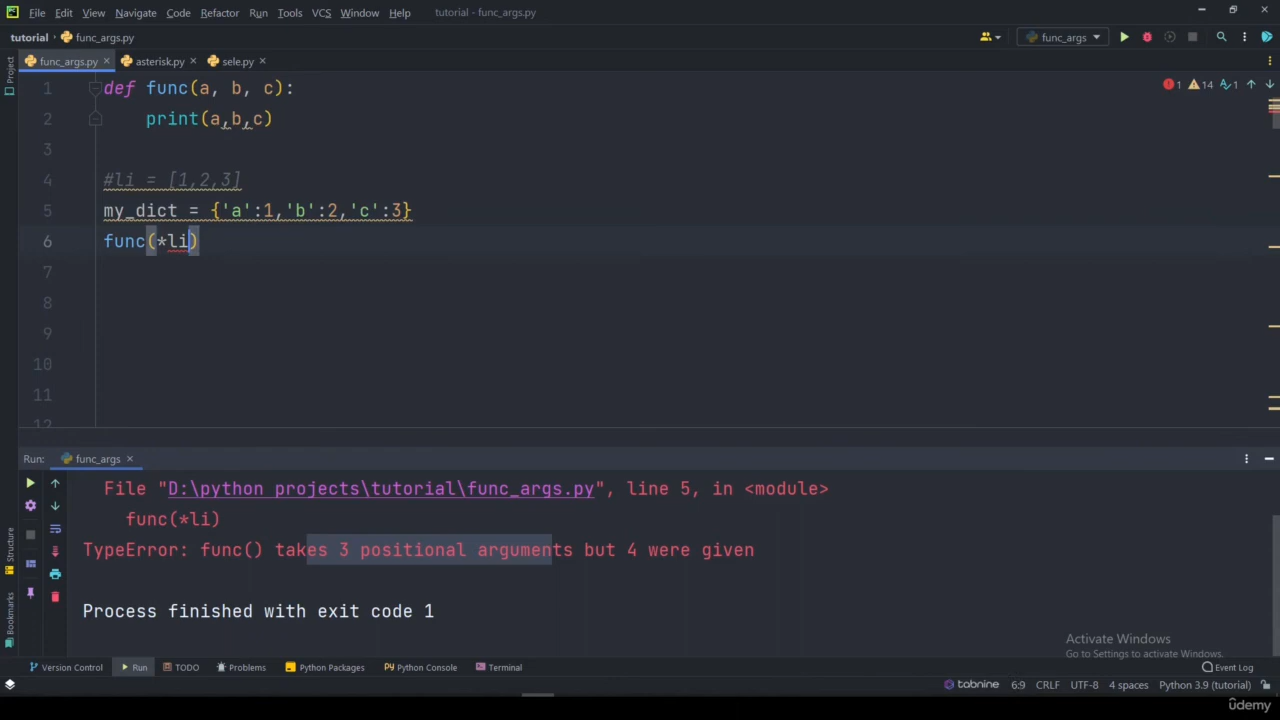 File Edit View Navigate Code Refactor Run Tools VCS Window Help tutorial - func_args.py
tutorial func_args.py func_args
Project
func_args.py asterisk.py sele.py
1 def func(a, b, c): 1 14 1
2 print(a,b,c)
3
4 #li = [1,2,3]
5 my_dict = {'a':1,'b':2,'c':3}
6 func(*li)
7
8
9
10
11
12
Run: func_args
File "D:\python projects\tutorial\func_args.py", line 5, in <module>
func(*li)
TypeError: func() takes 3 positional arguments but 4 were given
Process finished with exit code 1
Structure
Bookmarks
Activate Windows
Go to Settings to activate Windows.
Version Control Run TODO Problems Python Packages Python Console Terminal Event Log
tabnine 6:9 CRLF UTF-8 4 spaces Python 3.9 (tutorial)
ûdemy